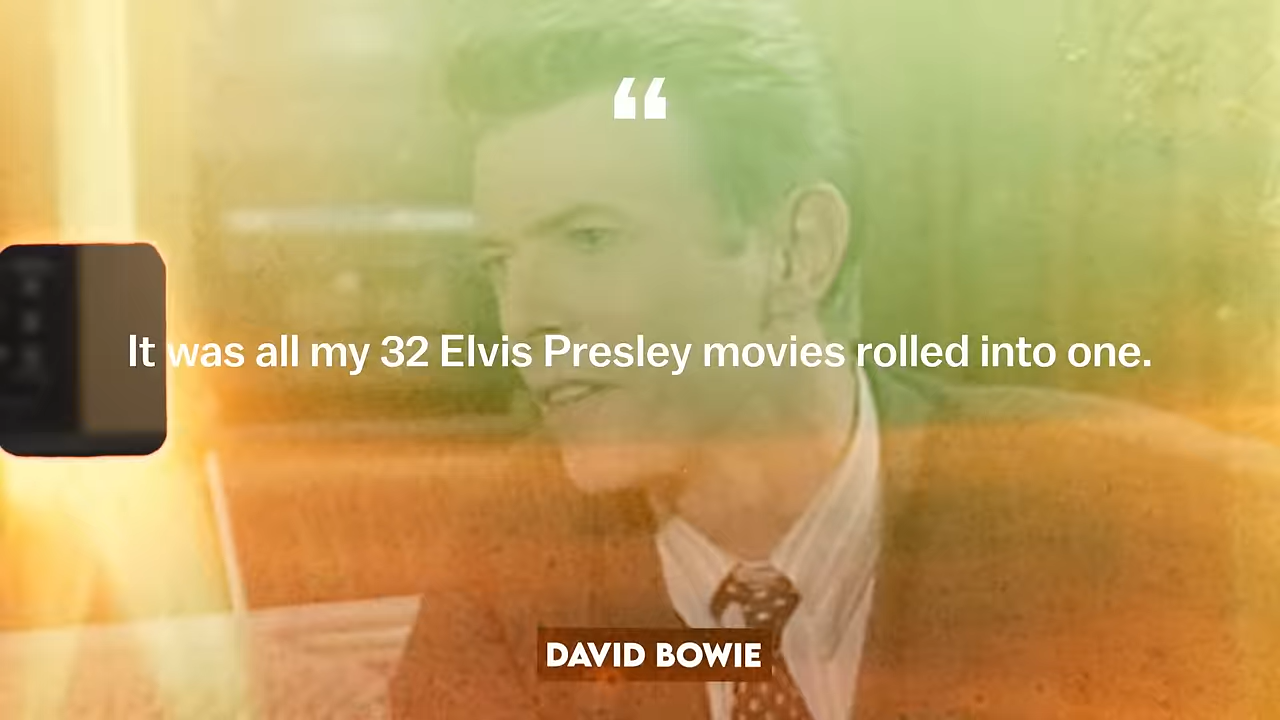 “
It was all my 32 Elvis Presley movies rolled into one.
DAVID BOWIE